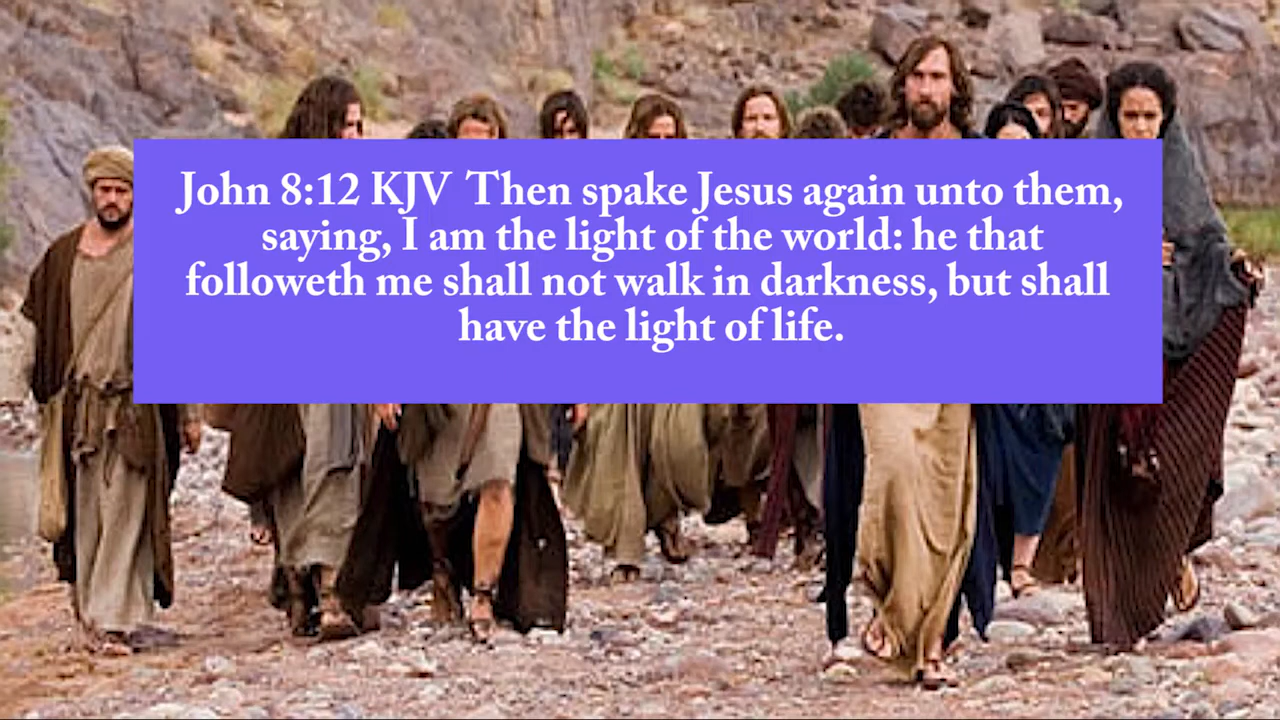 John 8:12 KJV  Then spake Jesus again unto them,
saying, I am the light of the world: he that
followeth me shall not walk in darkness, but shall
have the light of life.